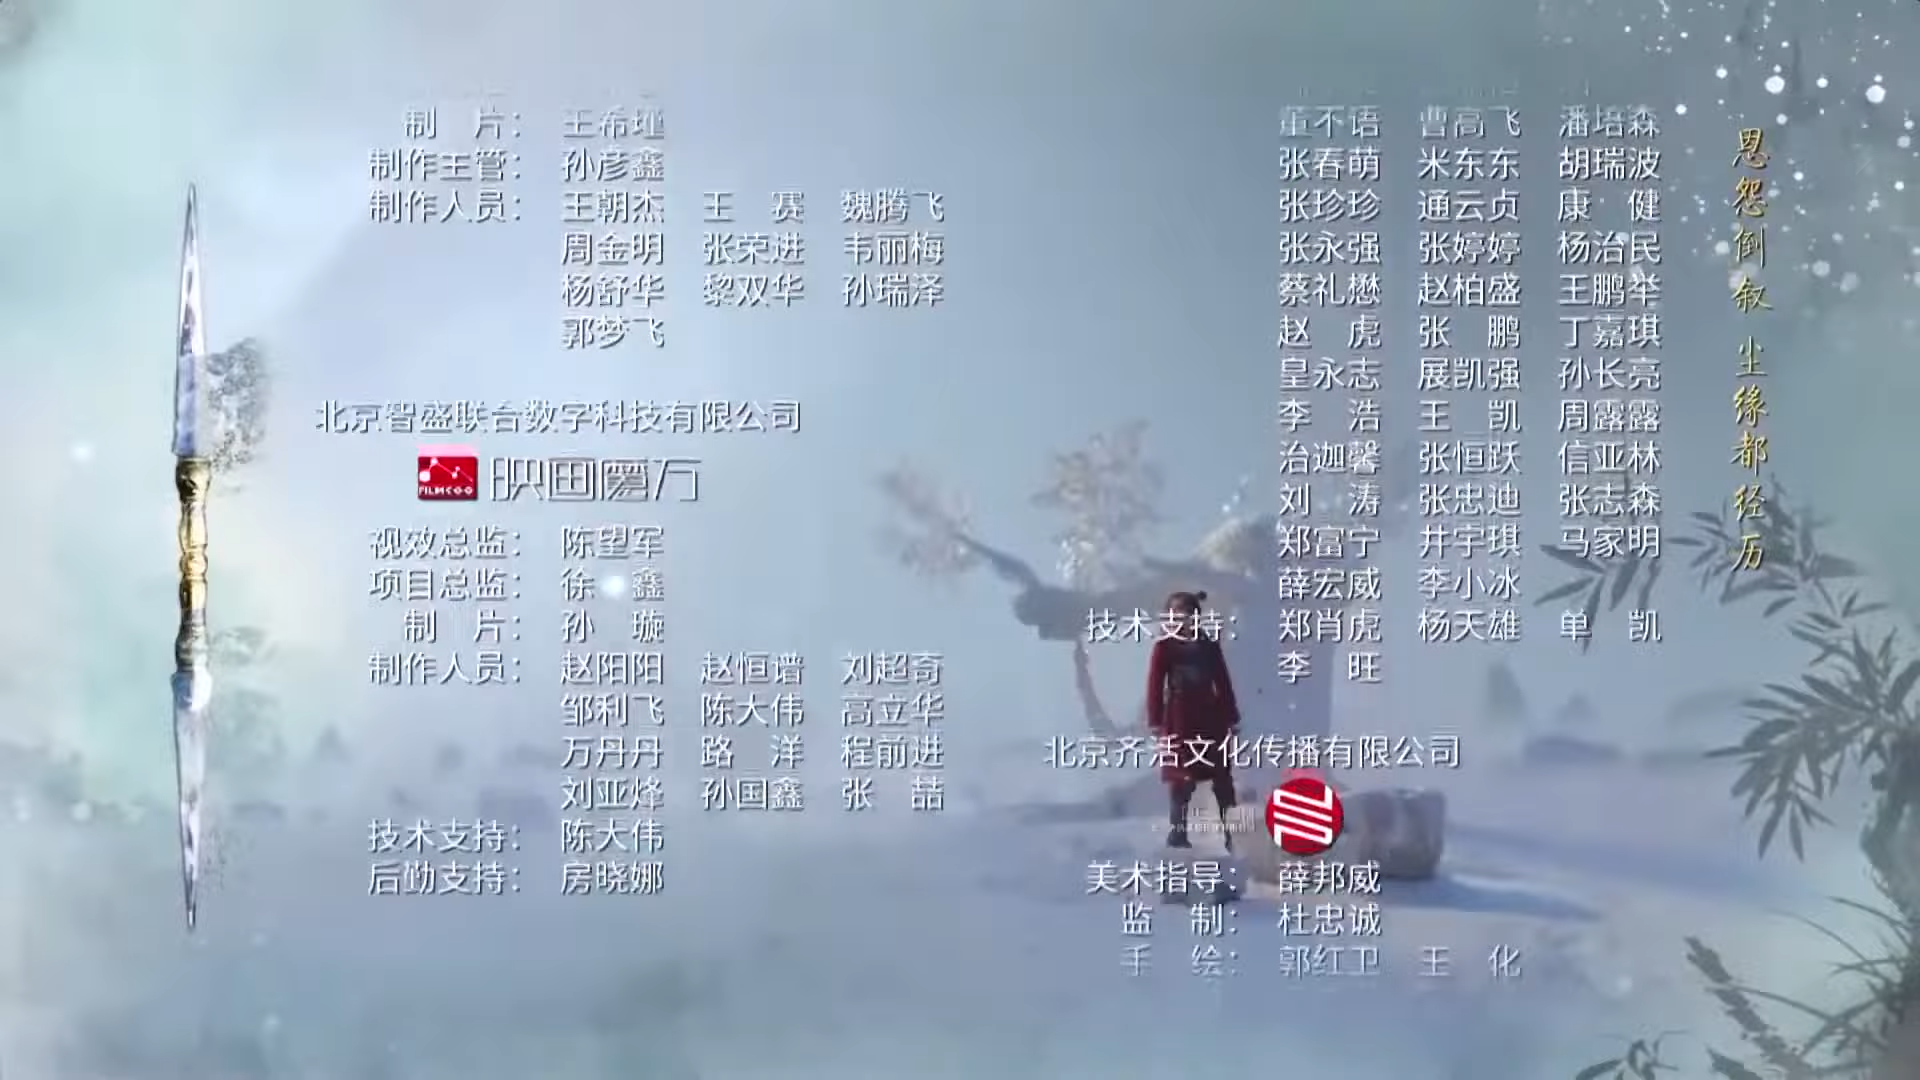 制　片：　王希瑾
制作主管：　孙彦鑫
制作人员：　王朝杰　王　赛　魏腾飞
周金明　张荣进　韦丽梅
杨舒华　黎双华　孙瑞泽
郭梦飞
北京智盛联合数字科技有限公司
FILMCGO 映画魔方
视效总监：　陈望军
项目总监：　徐　鑫
制　片：　孙　璇
制作人员：　赵阳阳　赵恒谱　刘超奇
邹利飞　陈大伟　高立华
万丹丹　路　洋　程前进
刘亚烽　孙国鑫　张　喆
技术支持：　陈大伟
后勤支持：　房晓娜
董不语　曹高飞　潘培森
张春萌　米东东　胡瑞波
张珍珍　通云贞　康　健
张永强　张婷婷　杨治民
蔡礼懋　赵柏盛　王鹏举
赵　虎　张　鹏　丁嘉琪
皇永志　展凯强　孙长亮
李　浩　王　凯　周露露
治迦馨　张恒跃　信亚林
刘　涛　张忠迪　张志森
郑富宁　井宇琪　马家明
薛宏威　李小冰
技术支持：　郑肖虎　杨天雄　单　凯
李　旺
北京齐活文化传播有限公司
美术指导：　薛邦威
监　制：　杜忠诚
手　绘：　郭红卫　王　化
恩怨倒叙 尘缘都经历